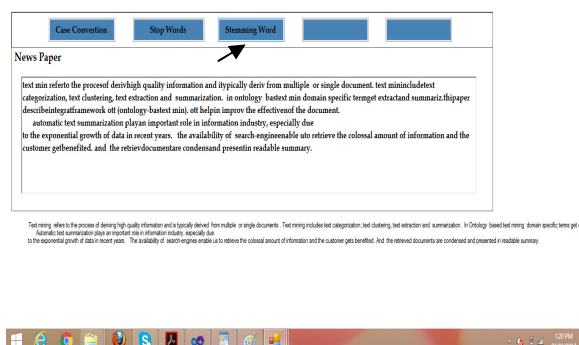 Case Convertion Stop Words Stemming Word
News Paper
text min referto the procesof derivhigh quality information and itypically deriv from multiple or single document. text minincludetext
categorization, text clustering, text extraction and summarization. in ontology bastext min domain specific termget extractand summariz.thipaper
describeintegratframework ott (ontology-bastext min). ott helpin improv the effectivenof the document.
automatic text summarization playan important role in information industry, especially due
to the exponential growth of data in recent years. the availability of search-engineenable uto retrieve the colossal amount of information and the
customer getbenefited. and the retrievdocumentare condensand presentin readable summary.
Text mining refers to the process of deriving high quality information and is typically derived from multiple or single documents . Text mining includes text categorization, text clustering, text extraction and summarization. In Ontology based text mining domain specific terms get
Automatic text summarization plays an important role in information industry, especially due
to the exponential growth of data in recent years. The availability of search-engines enable us to retrieve the colossal amount of information and the customer gets benefited. And the retrieved documents are condensed and presented in readable summary.
1:20 PM